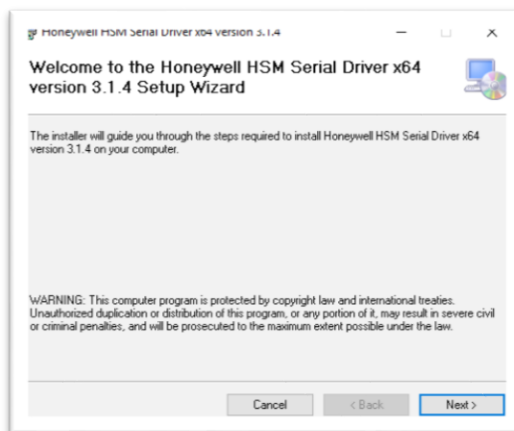 Honeywell HSM Serial Driver x64 version 3.1.4
Welcome to the Honeywell HSM Serial Driver x64
version 3.1.4 Setup Wizard
The installer will guide you through the steps required to install Honeywell HSM Serial Driver x64
version 3.1.4 on your computer.
WARNING: This computer program is protected by copyright law and international treaties.
Unauthorized duplication or distribution of this program, or any portion of it, may result in severe civil
or criminal penalties, and will be prosecuted to the maximum extent possible under the law.
Cancel < Back Next >